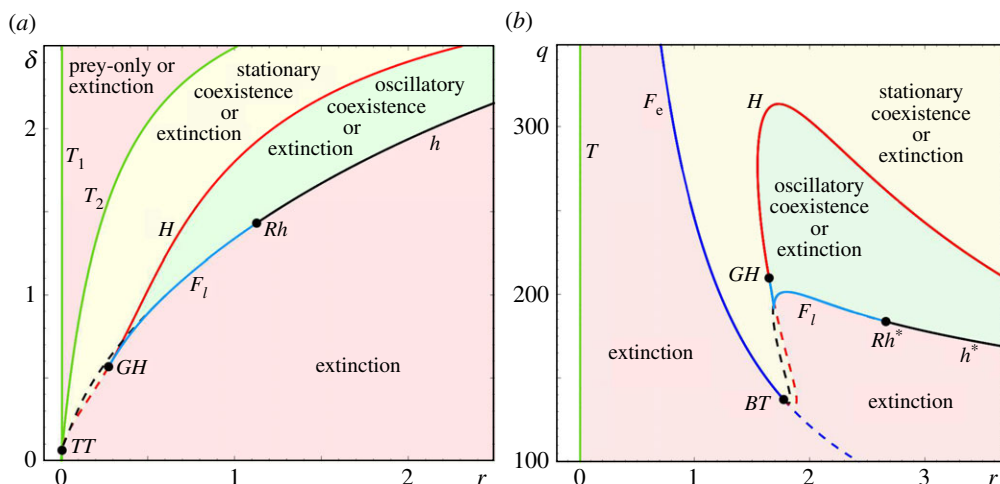 (a)
δ
2
1
0
0
1
2
r
prey-only or
extinction
stationary
coexistence
or
extinction
oscillatory
coexistence
or
extinction
T1
T2
H
h
Rh
Fl
GH
TT
extinction
(b)
q
300
200
100
0
1
2
3
r
T
Fe
H
stationary
coexistence
or
extinction
oscillatory
coexistence
or
extinction
GH
Fl
Rh*
h*
BT
extinction
extinction